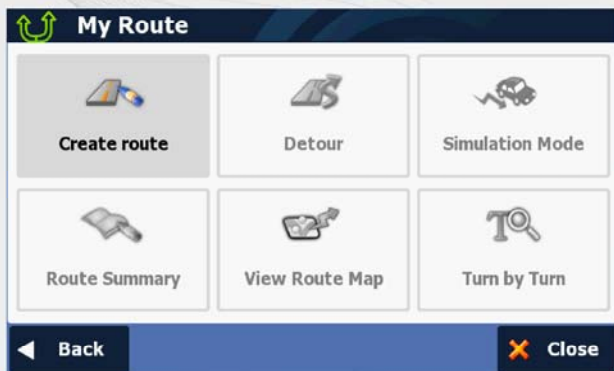 My Route
Create route
Detour
Simulation Mode
Route Summary
View Route Map
Turn by Turn
Back
Close